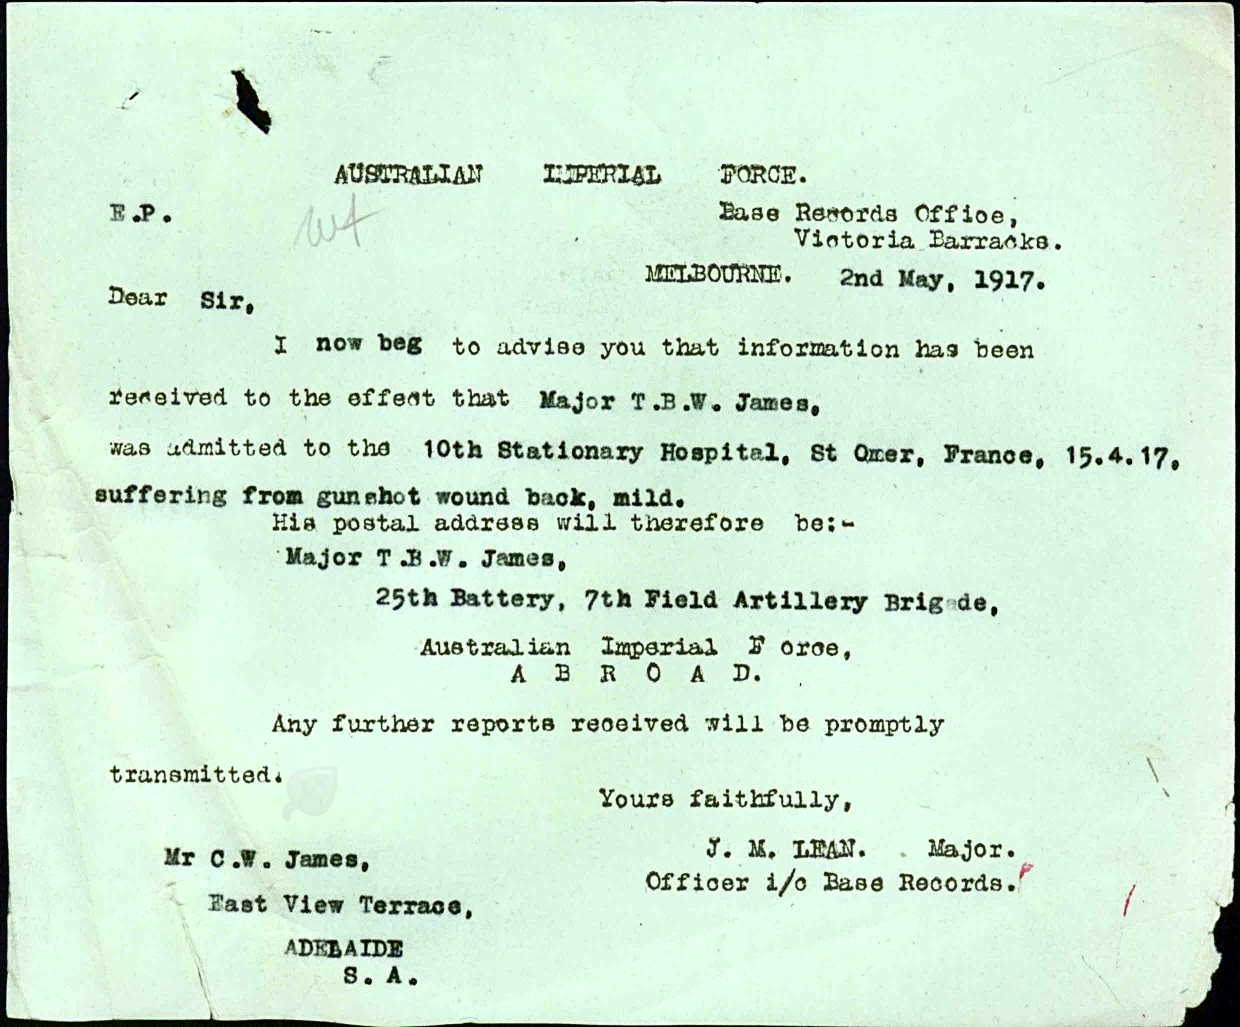 AUSTRALIAN IMPERIAL FORCE.
E.P.
Base Records Office,
Victoria Barracks.
MELBOURNE. 2nd May, 1917.
Dear Sir,
I now beg to advise you that information has been
received to the effect that Major T.B.W. James,
was admitted to the 10th Stationary Hospital, St Omer, France, 15.4.17,
suffering from gunshot wound back, mild.
His postal address will therefore be:-
Major T.B.W. James,
25th Battery, 7th Field Artillery Brigade,
Australian Imperial F orce,
A B R O A D.
Any further reports received will be promptly
transmitted.
Yours faithfully,
J. M. LEAN. Major.
Officer i/c Base Records.
Mr C.W. James,
East View Terrace,
ADELAIDE
S. A.